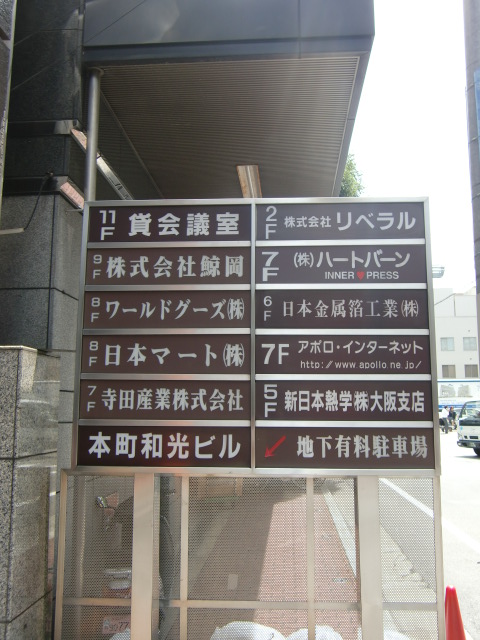 11F 貸会議室
9F 株式会社鯨岡
8F ワールドグーズ㈱
8F 日本マート㈱
7F 寺田産業株式会社
本町和光ビル
2F 株式会社 リベラル
7F (株)ハートバーン
INNER♥PRESS
6F 日本金属箔工業㈱
7F アポロ・インターネット
http://www.apollo.ne.jp/
5F 新日本熱学㈱大阪支店
↙ 地下有料駐車場